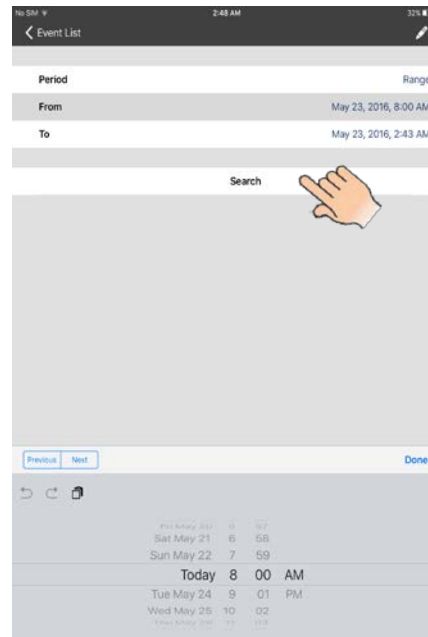 No SIM 2:48 AM 32%
Event List
Period Range
From May 23, 2016, 8:00 AM
To May 23, 2016, 2:43 AM
Search
Previous Next Done
Sat May 21 6 58
Sun May 22 7 59
Today 8 00 AM
Tue May 24 9 01 PM
Wed May 25 10 02